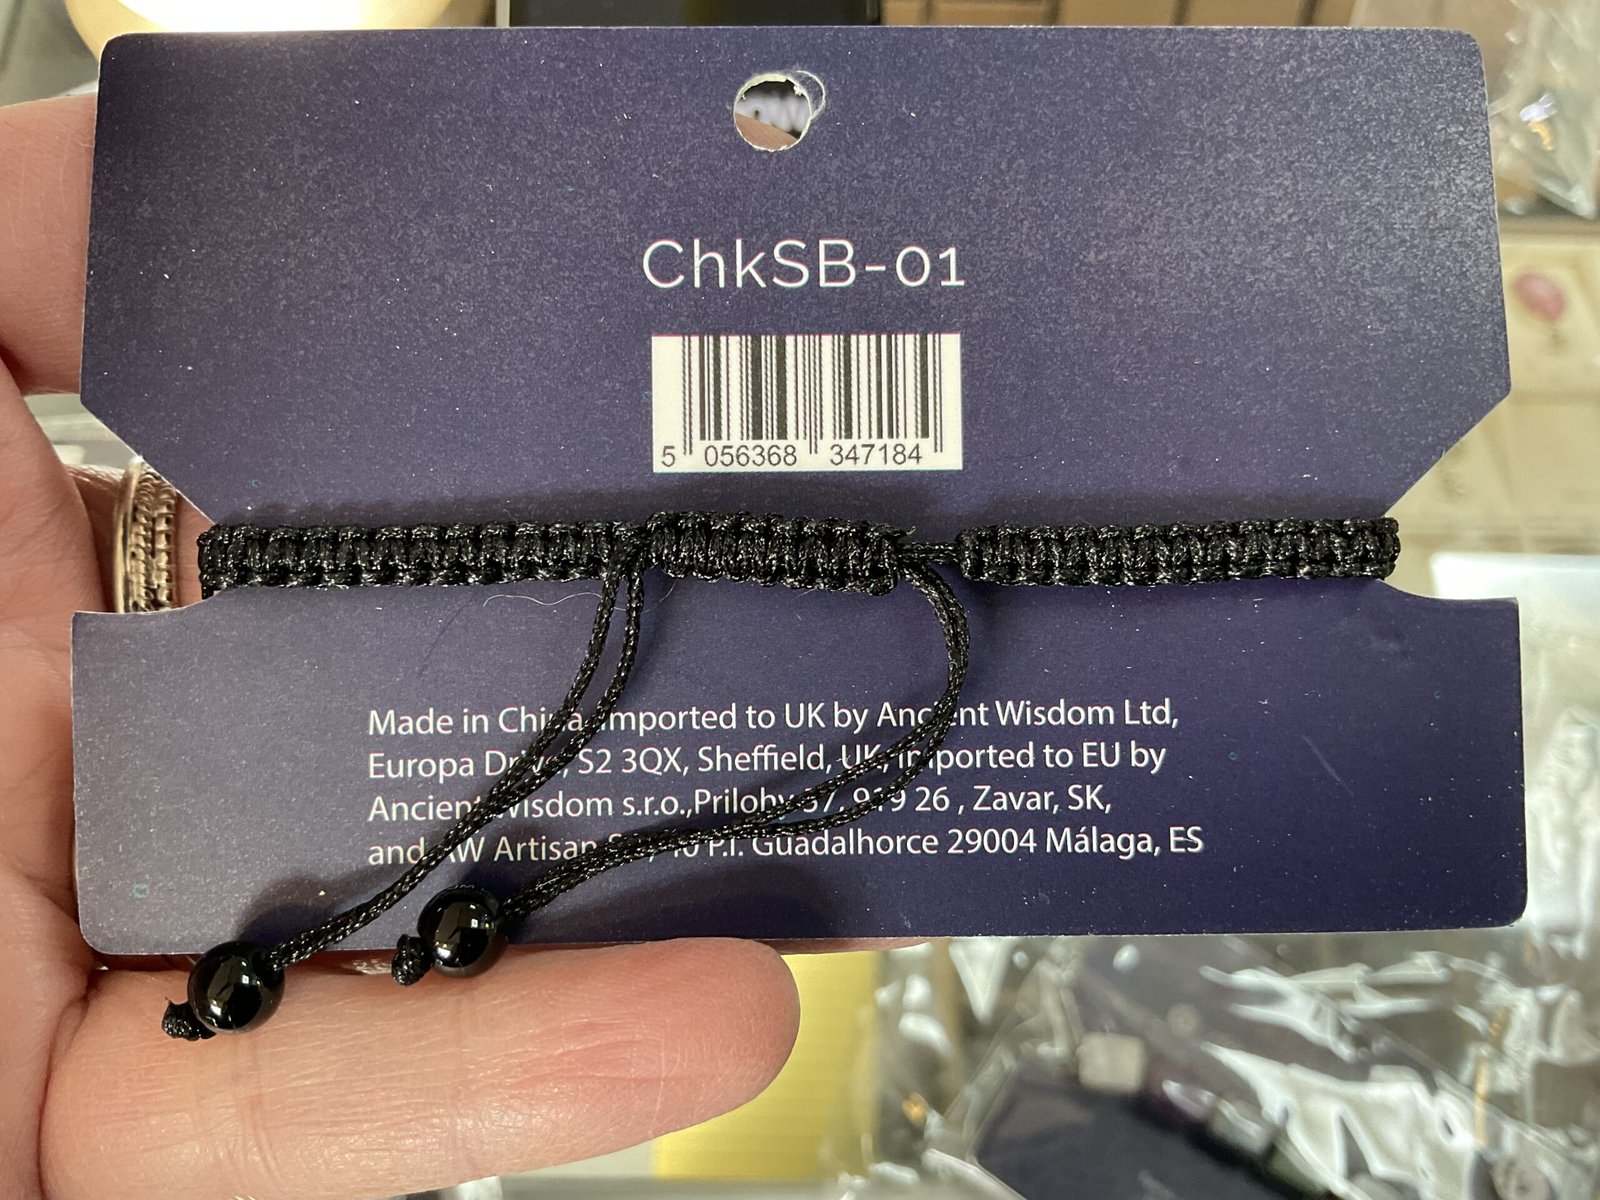 ChkSB-01
5 056368 347184
Made in China, imported to UK by Ancient Wisdom Ltd,
Europa Drive, S2 3QX, Sheffield, UK, imported to EU by
Ancient Wisdom s.r.o.,Prilohy 37, 919 26 , Zavar, SK,
and AW Artisan P.I. Guadalhorce 29004 Málaga, ES